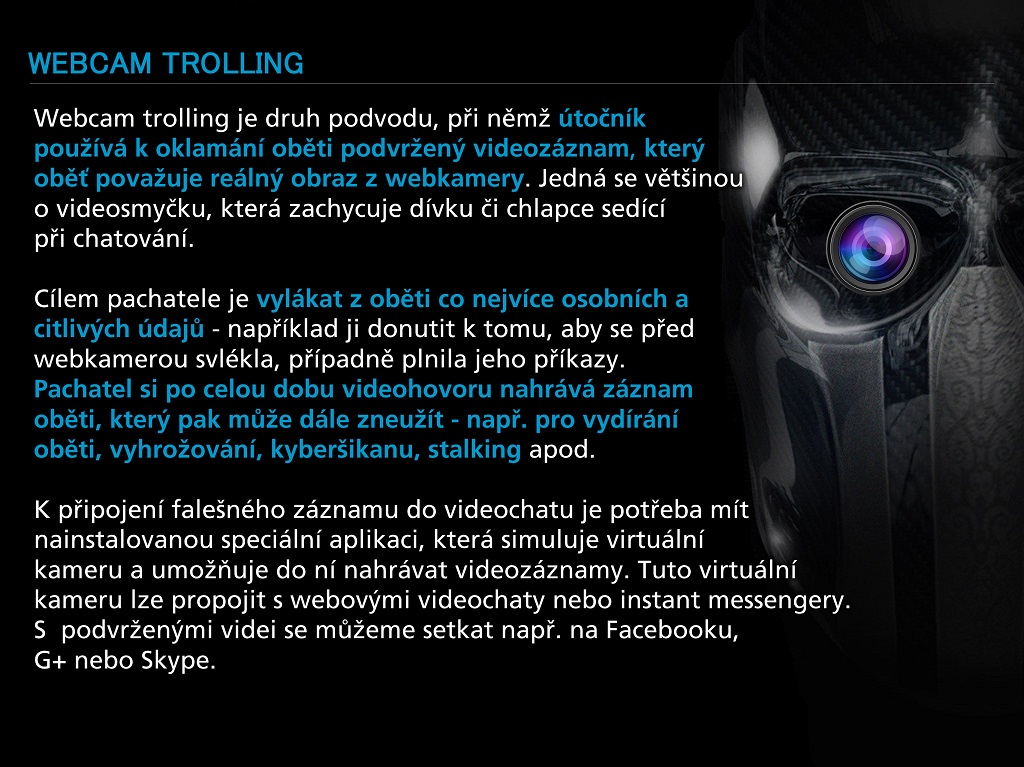 WEBCAM TROLLING
Webcam trolling je druh podvodu, při němž útočník
používá k oklamání oběti podvržený videozáznam, který
oběť považuje reálný obraz z webkamery. Jedná se většinou
o videosmyčku, která zachycuje dívku či chlapce sedící
při chatování.
Cílem pachatele je vylákat z oběti co nejvíce osobních a
citlivých údajů - například ji donutit k tomu, aby se před
webkamerou svlékla, případně plnila jeho příkazy.
Pachatel si po celou dobu videohovoru nahrává záznam
oběti, který pak může dále zneužít - např. pro vydírání
oběti, vyhrožování, kyberšikanu, stalking apod.
K připojení falešného záznamu do videochatu je potřeba mít
nainstalovanou speciální aplikaci, která simuluje virtuální
kameru a umožňuje do ní nahrávat videozáznamy. Tuto virtuální
kameru lze propojit s webovými videochaty nebo instant messengery.
S  podvrženými videi se můžeme setkat např. na Facebooku,
G+ nebo Skype.